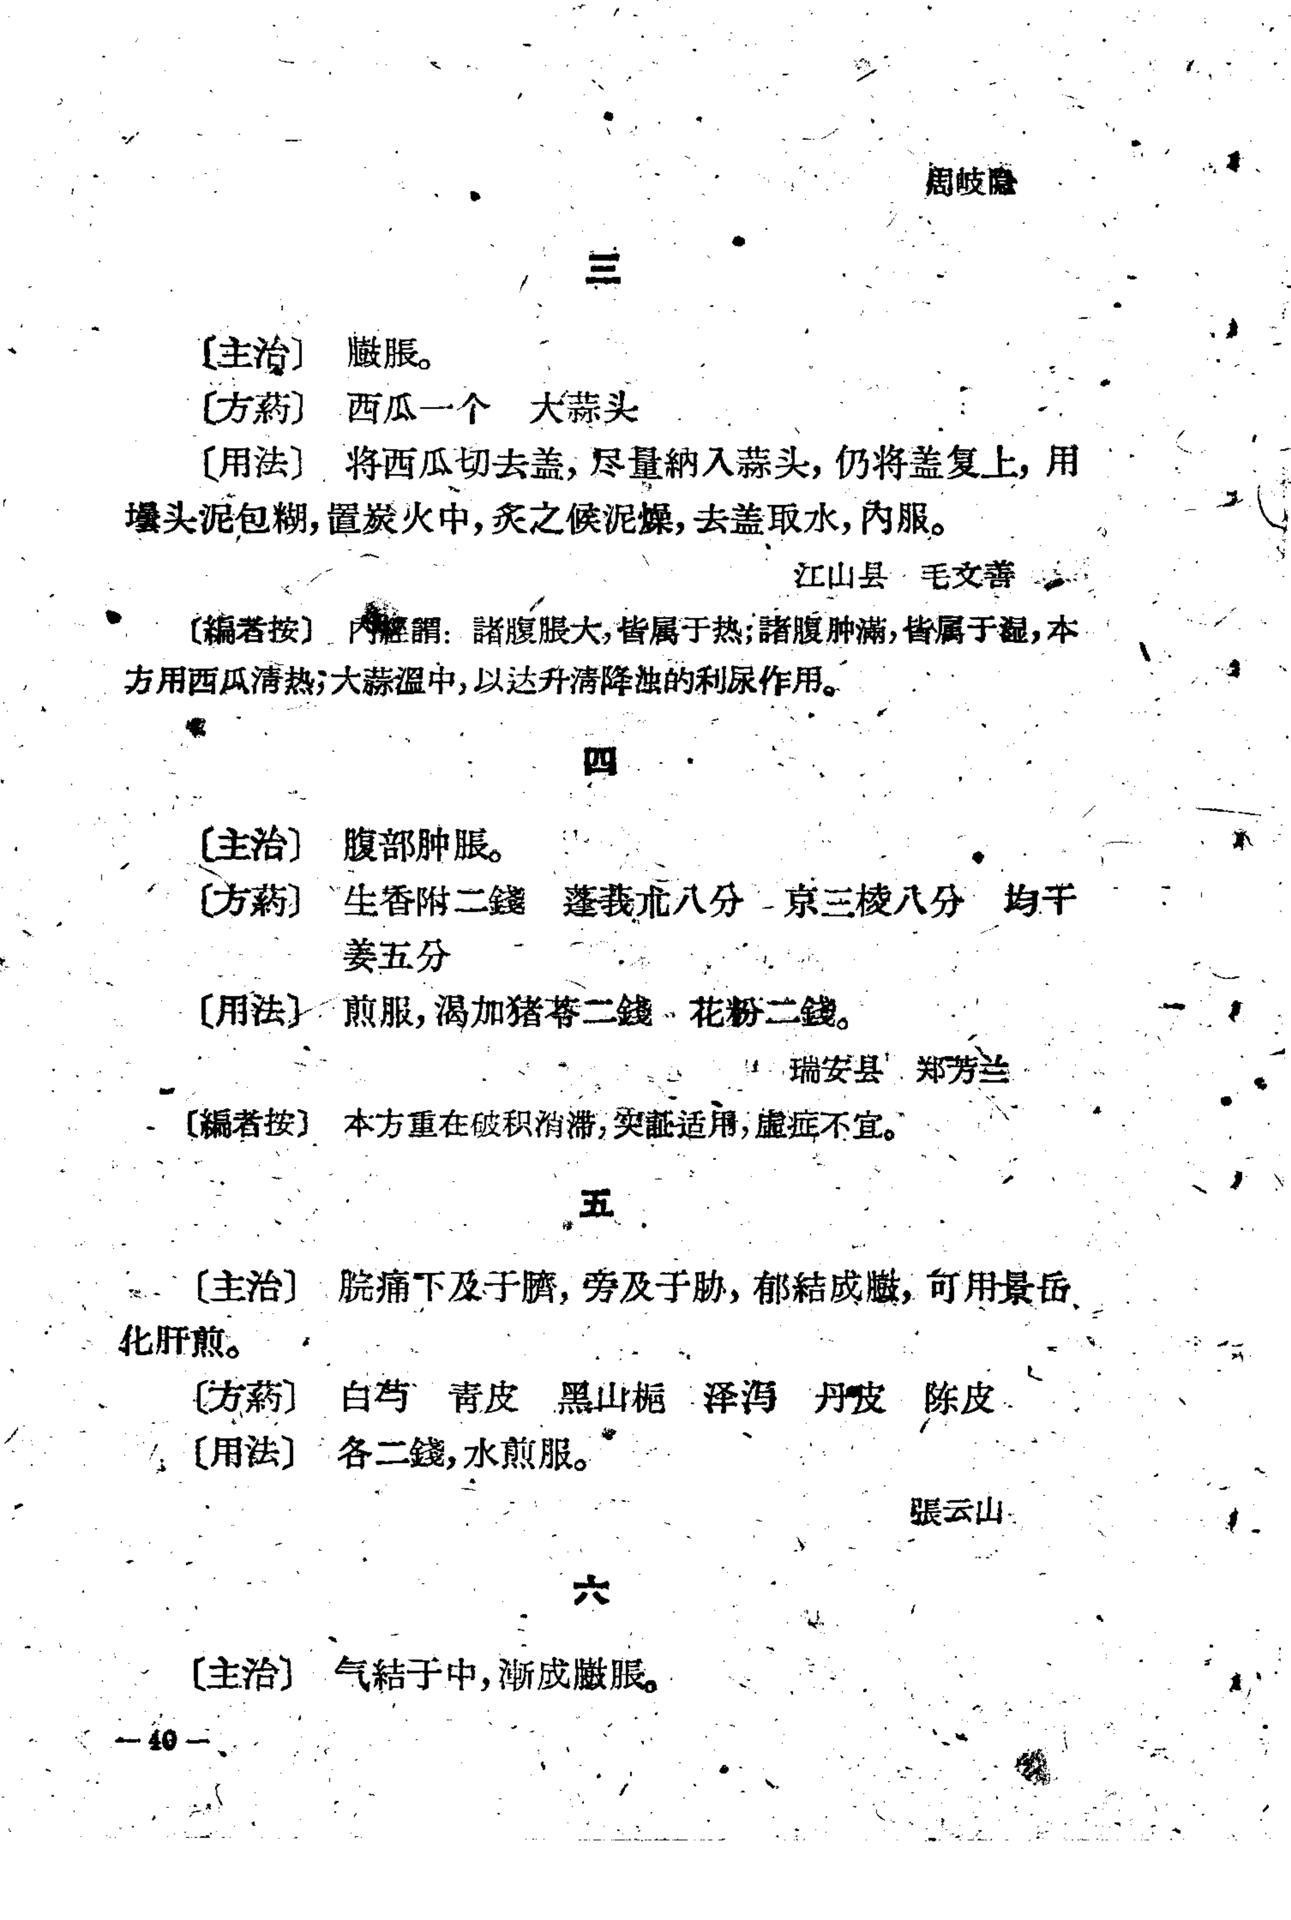 周岐隐
三
〔主治〕 臌脹。
〔方葯〕 西瓜一个 大蒜头
〔用法〕 将西瓜切去盖，尽量納入蒜头，仍将盖复上，用
壜头泥包糊，置炭火中，炙之候泥燥，去盖取水，內服。
江山县 毛文善
〔編者按〕 內經謂：諸腹脹大，皆属于热；諸腹肿滿，皆属于湿，本
方用西瓜淸热；大蒜溫中，以达升淸降浊的利尿作用。
四
〔主治〕 腹部肿脹。
〔方葯〕 生香附二錢 蓬莪朮八分 京三棱八分 均干
姜五分
〔用法〕 煎服，渴加猪苓二錢 花粉二錢。
瑞安县 郑芳兰
〔編者按〕 本方重在破积消滞，实証适用，虛症不宜。
五
〔主治〕 脘痛下及于臍，旁及于胁，郁結成臌，可用景岳
化肝煎。
〔方葯〕 白芍 青皮 黑山梔 泽泻 丹皮 陈皮
〔用法〕 各二錢，水煎服。
張云山
六
〔主治〕 气結于中，漸成臌脹。
—40—